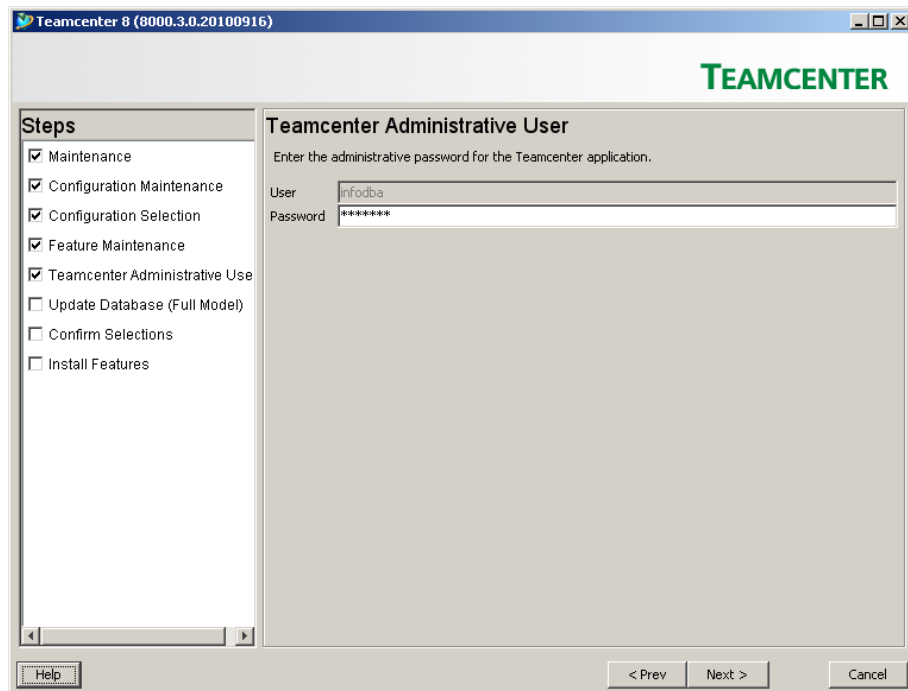 Teamcenter 8 (8000.3.0.20100916)
TEAMCENTER
Steps
Maintenance
Configuration Maintenance
Configuration Selection
Feature Maintenance
Teamcenter Administrative Use
Update Database (Full Model)
Confirm Selections
Install Features
Teamcenter Administrative User
Enter the administrative password for the Teamcenter application.
User infodba
Password *******
Help
< Prev
Next >
Cancel